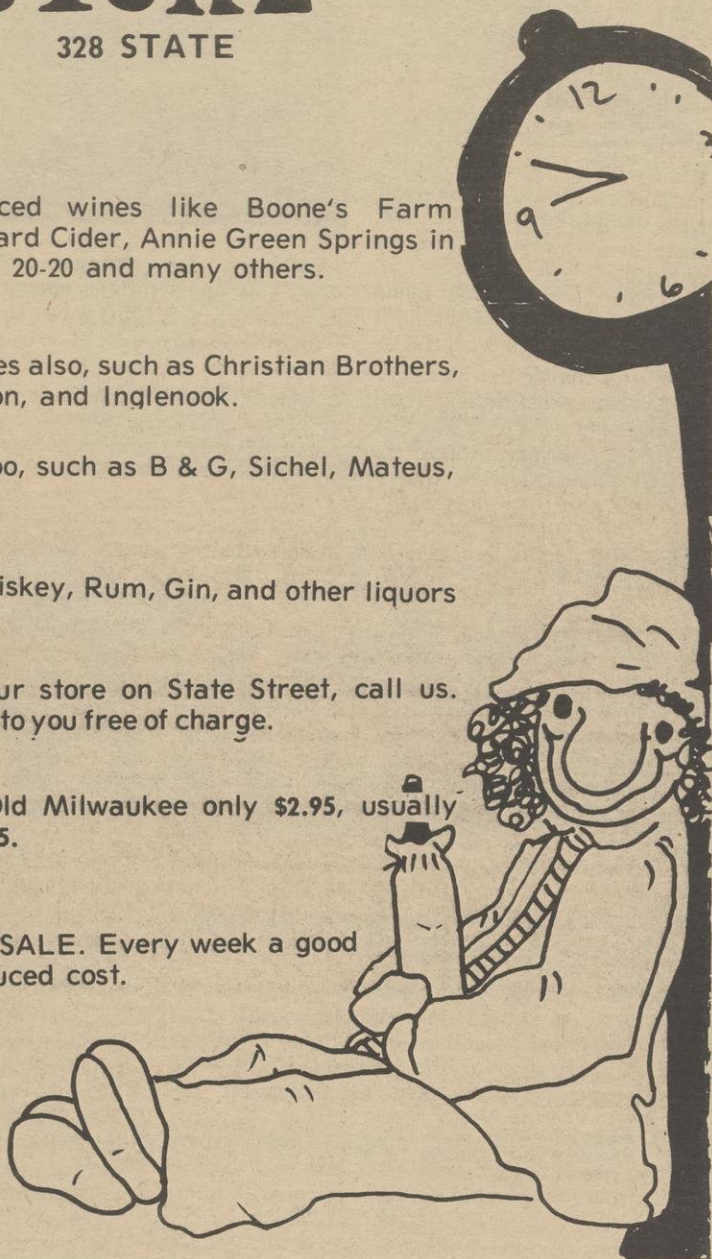 328 STATE
12
ced wines like Boone's Farm
ard Cider, Annie Green Springs in
20-20 and many others.
9
6
es also, such as Christian Brothers,
on, and Inglenook.
oo, such as B & G, Sichel, Mateus,
iskey, Rum, Gin, and other liquors
ur store on State Street, call us.
to you free of charge.
Old Milwaukee only $2.95, usually
5.
SALE. Every week a good
uced cost.